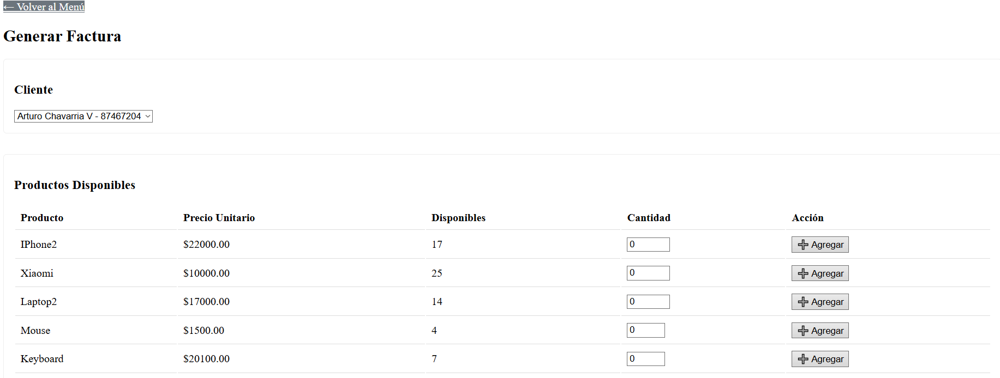 ← Volver al Menú
Generar Factura
Cliente
Arturo Chavarria V - 87467204
Productos Disponibles
Producto Precio Unitario Disponibles Cantidad Acción
IPhone2 $22000.00 17 0 Agregar
Xiaomi $10000.00 25 0 Agregar
Laptop2 $17000.00 14 0 Agregar
Mouse $1500.00 4 0 Agregar
Keyboard $20100.00 7 0 Agregar